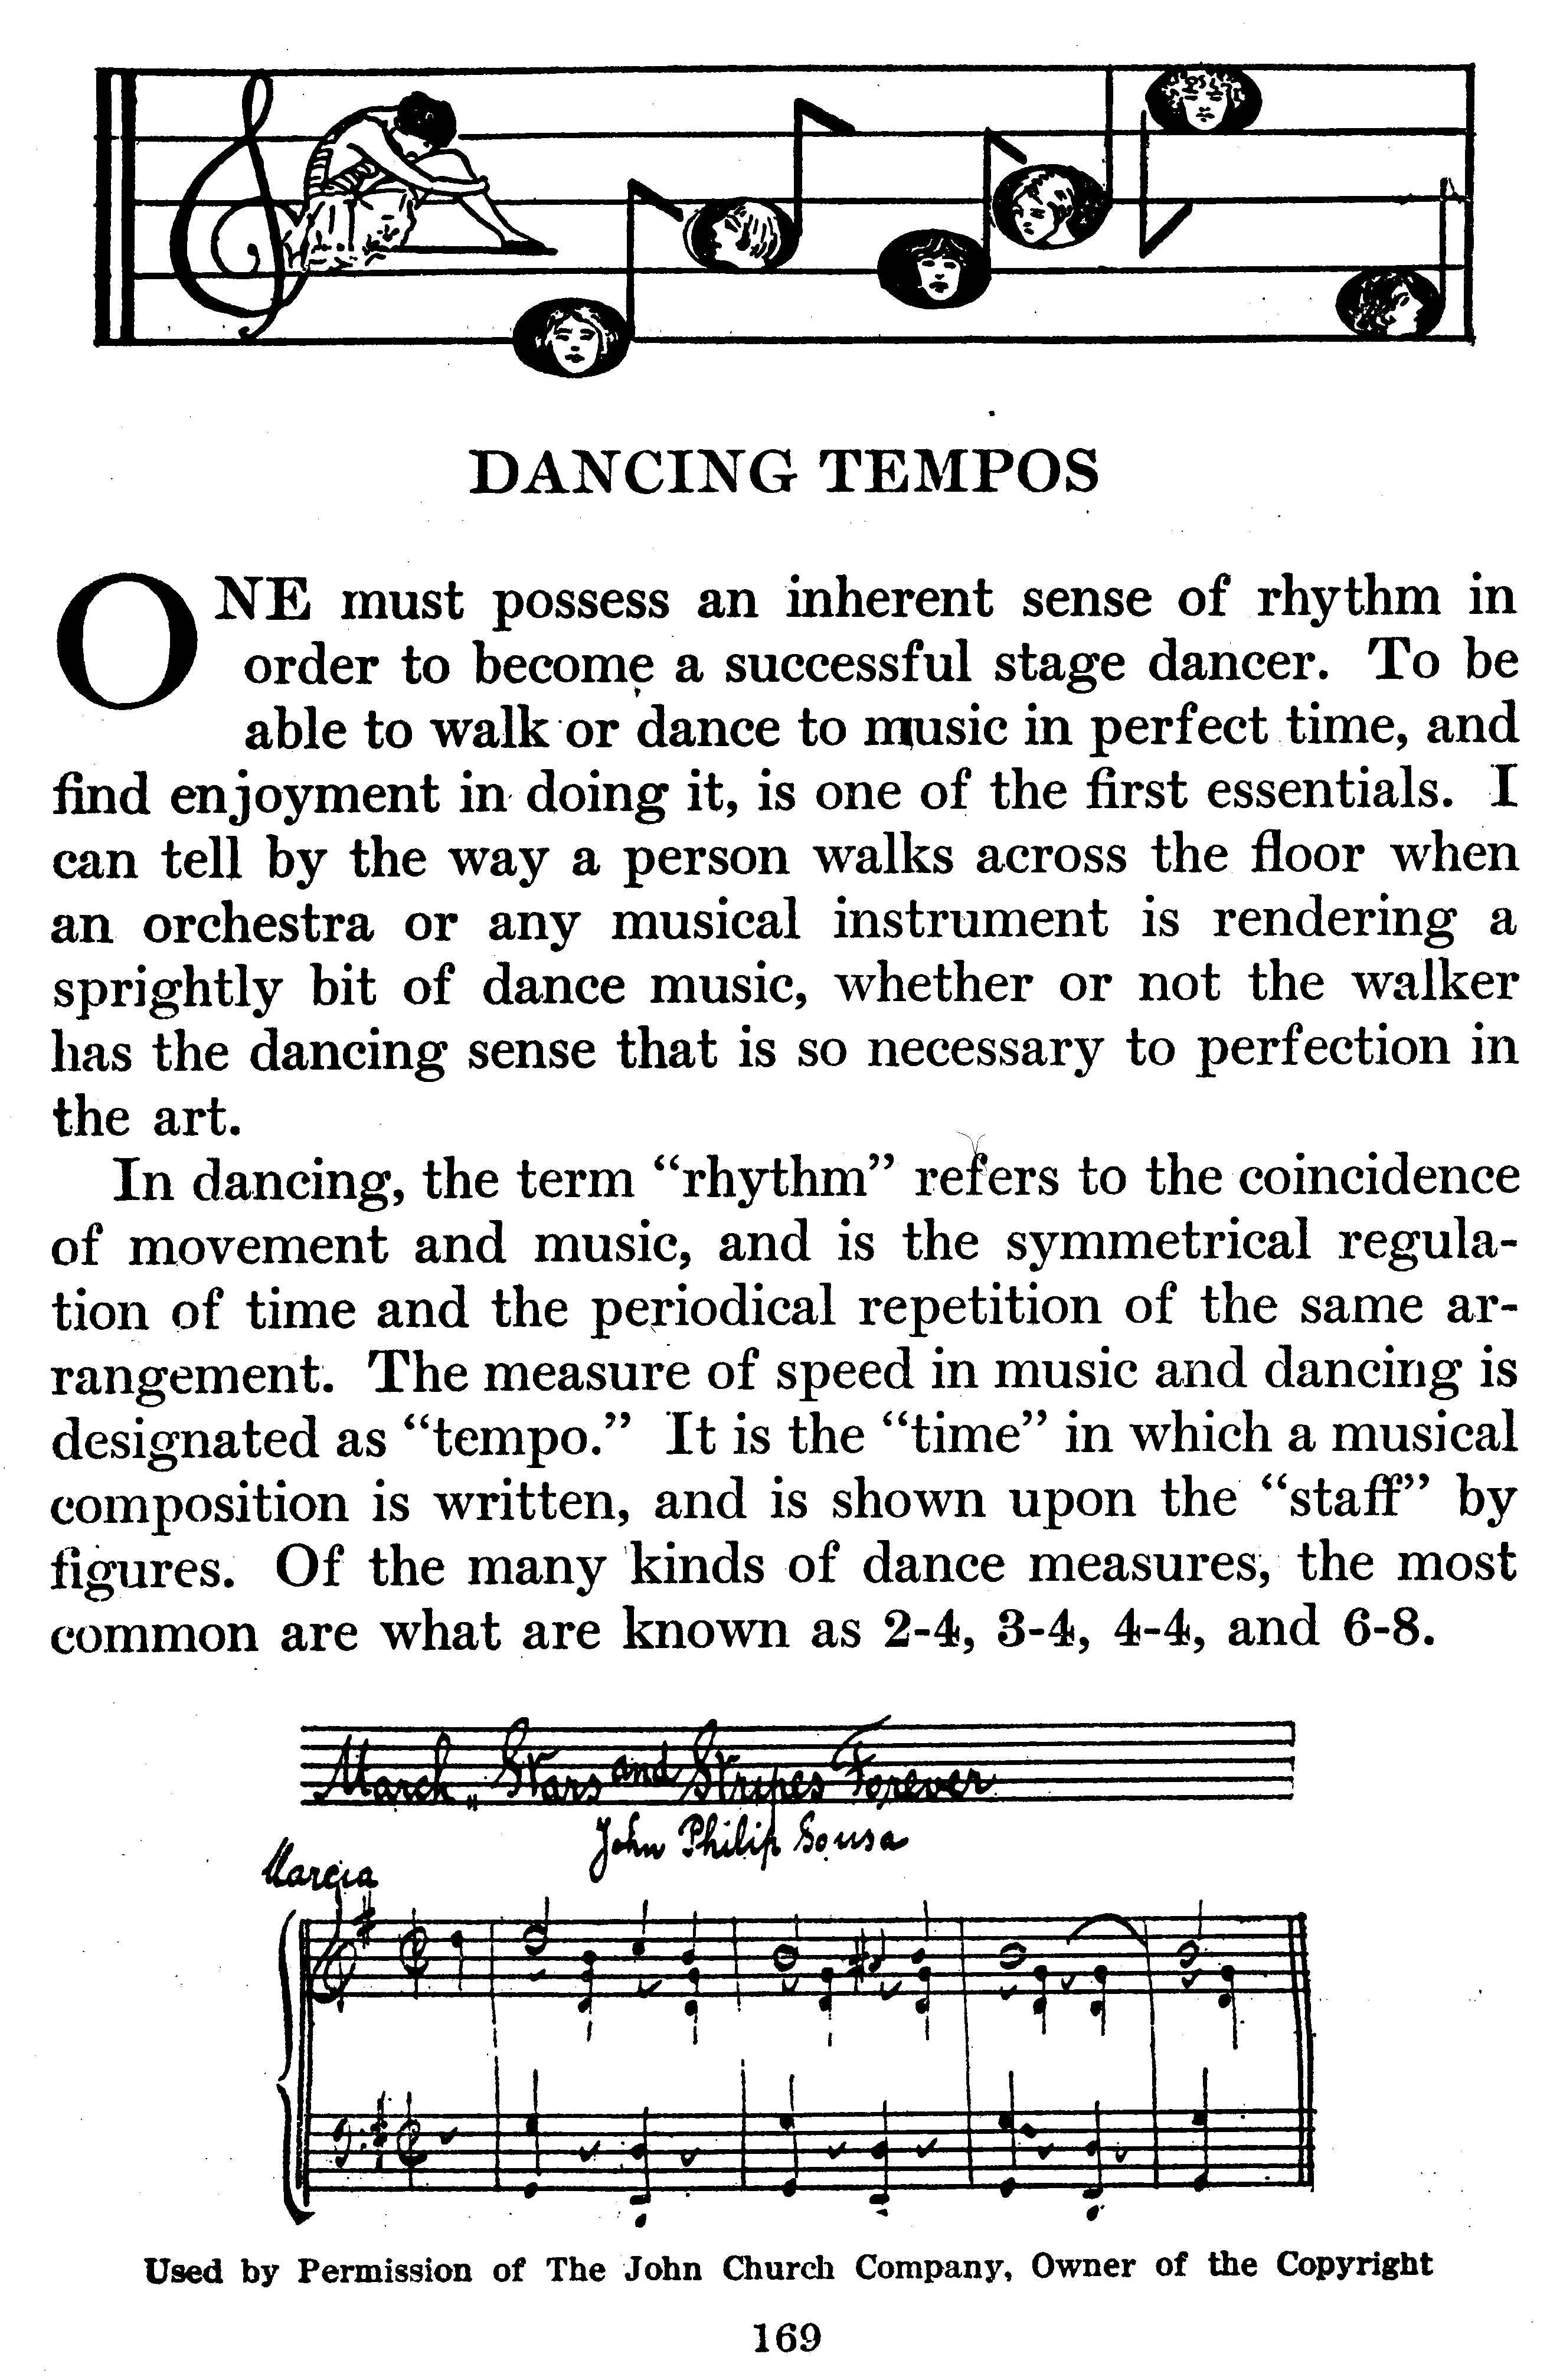 DANCING TEMPOS
ONE must possess an inherent sense of rhythm in
order to become a successful stage dancer. To be
able to walk or dance to music in perfect time, and
find enjoyment in doing it, is one of the first essentials. I
can tell by the way a person walks across the floor when
an orchestra or any musical instrument is rendering a
sprightly bit of dance music, whether or not the walker
has the dancing sense that is so necessary to perfection in
the art.
In dancing, the term “rhythm” refers to the coincidence
of movement and music, and is the symmetrical regula-
tion of time and the periodical repetition of the same ar-
rangement. The measure of speed in music and dancing is
designated as “tempo.” It is the “time” in which a musical
composition is written, and is shown upon the “staff” by
figures. Of the many kinds of dance measures, the most
common are what are known as 2-4, 3-4, 4-4, and 6-8.
March „ Stars and Stripes Forever
John Philip Sousa
Marcia
Used by Permission of The John Church Company, Owner of the Copyright
169